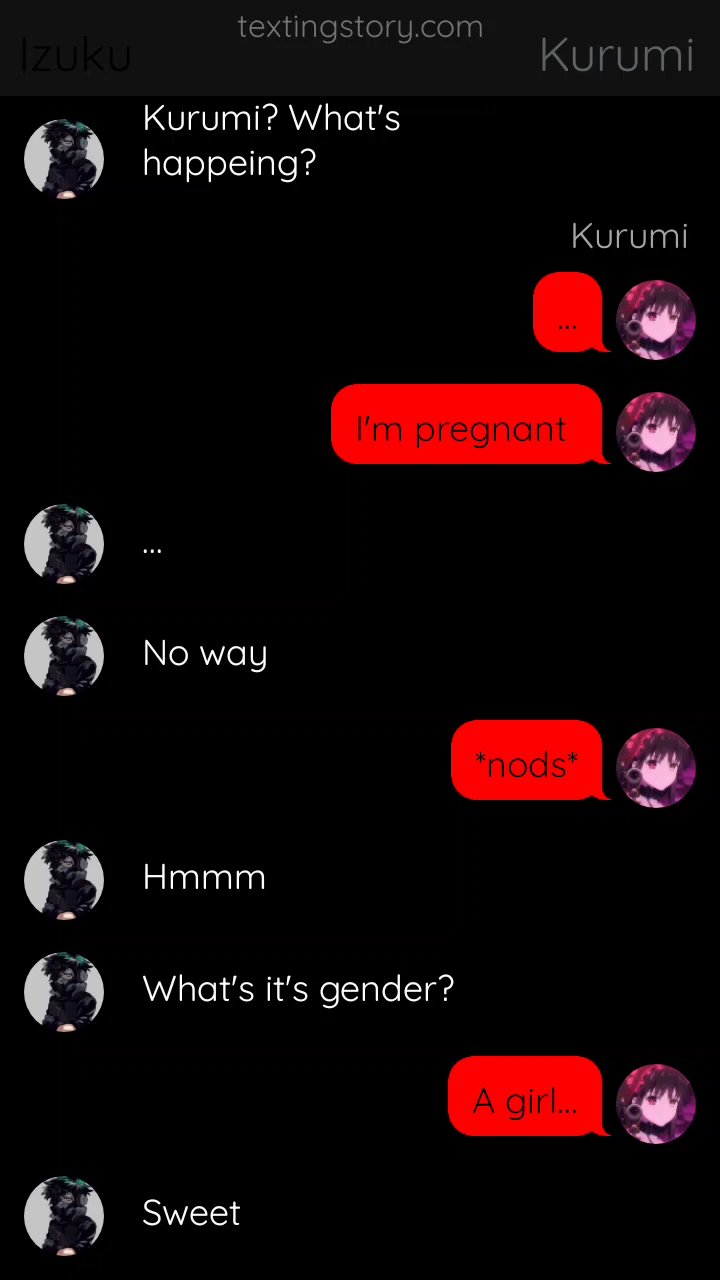 textingstory.com
Izuku
Kurumi
Kurumi? What's
happeing?
Kurumi
...
I'm pregnant
...
No way
*nods*
Hmmm
What's it's gender?
A girl...
Sweet